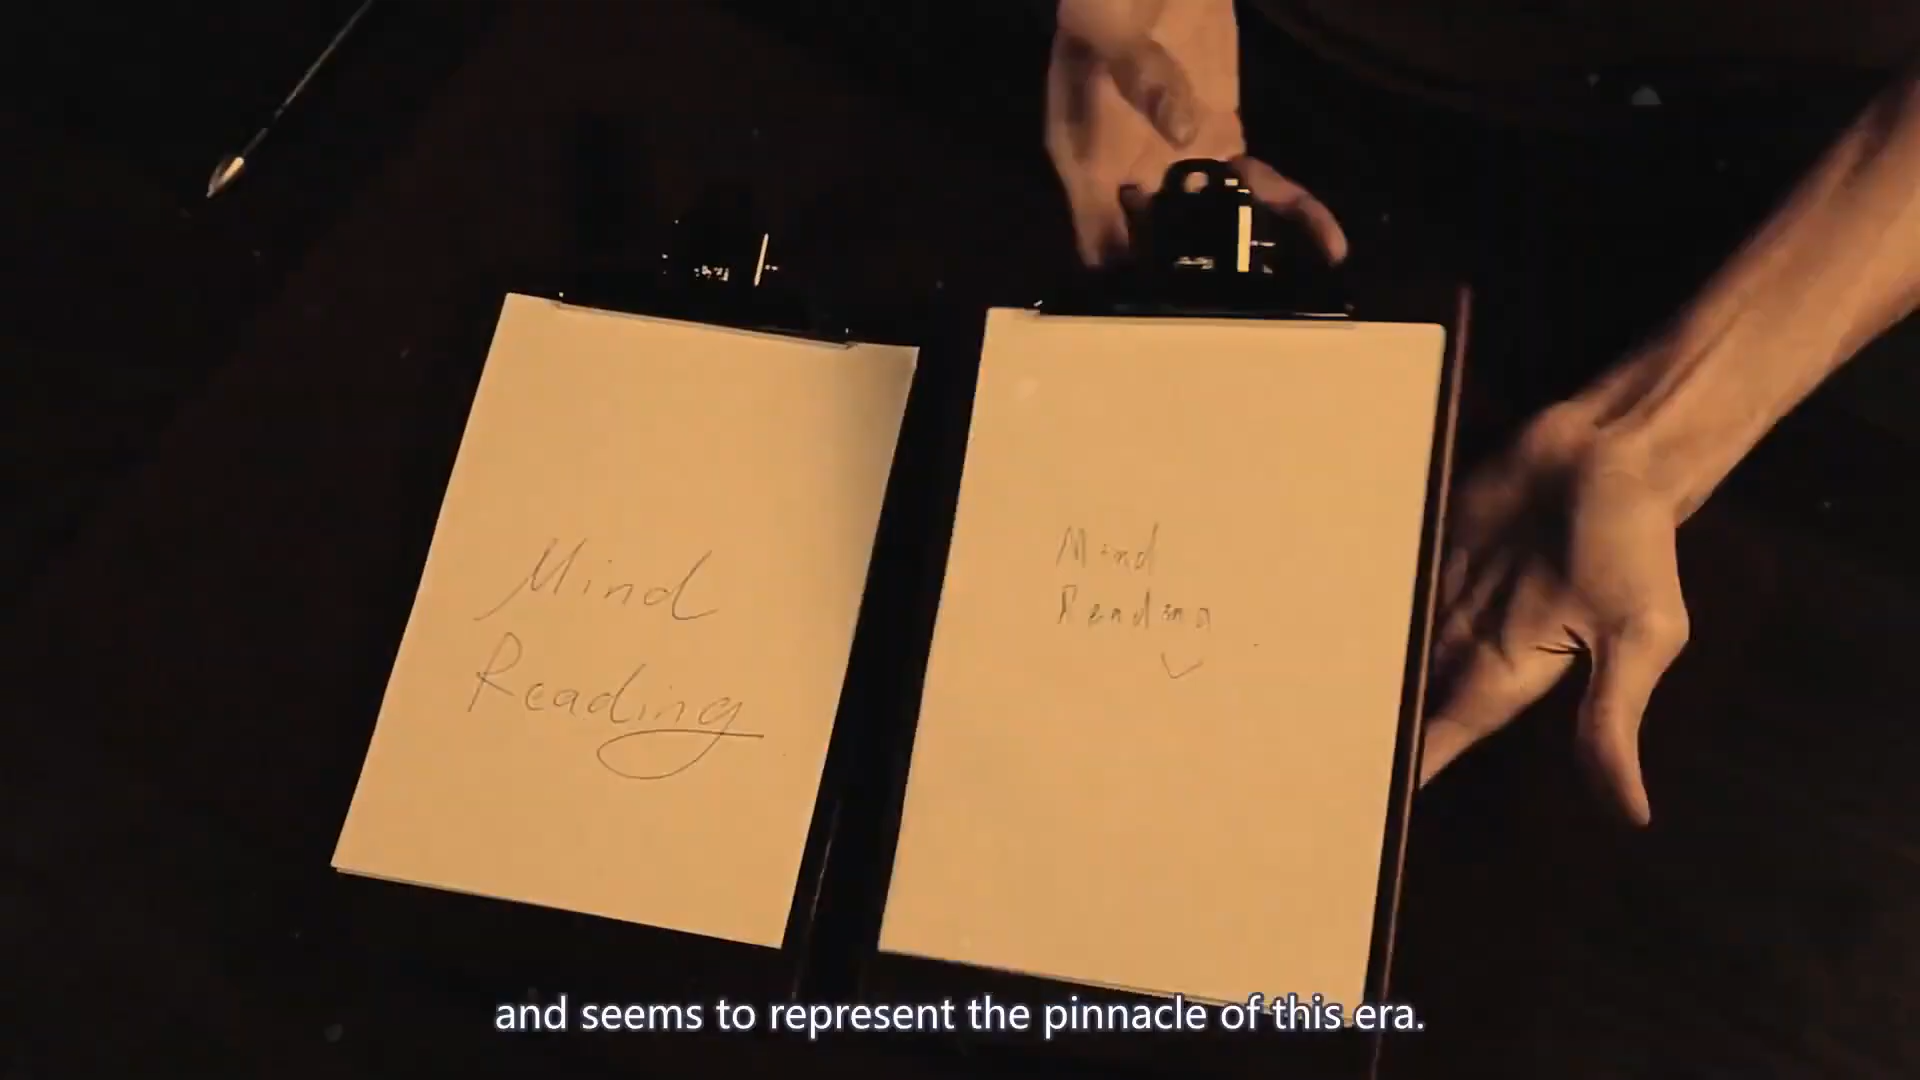 Mind
Reading
Mind
Reading
and seems to represent the pinnacle of this era.